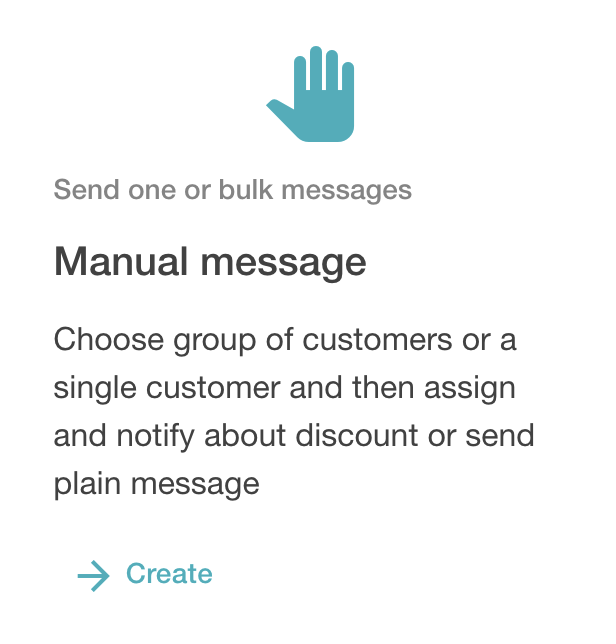 Send one or bulk messages
Manual message
Choose group of customers or a
single customer and then assign
and notify about discount or send
plain message
Create